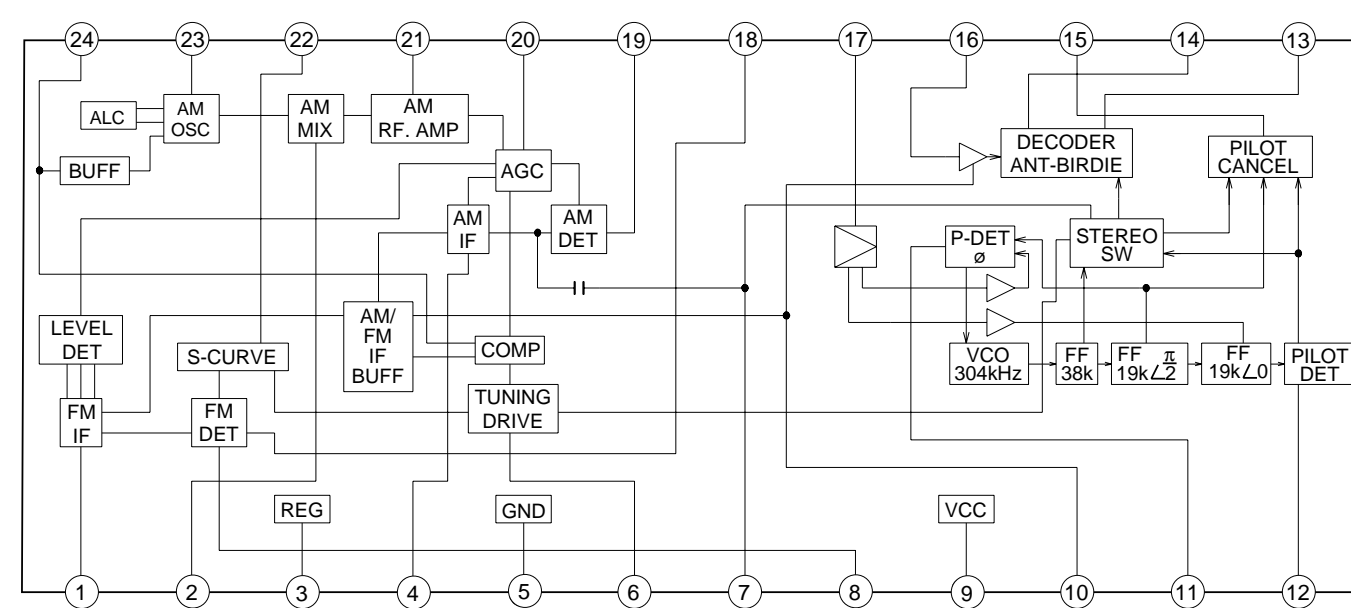 24 23 22 21 20 19 18 17 16 15 14 13
ALC
AM
OSC
AM
MIX
AM
RF. AMP
DECODER
ANT-BIRDIE
PILOT
CANCEL
BUFF
AGC
AM
IF
AM
DET
P-DET
ø
STEREO
SW
LEVEL
DET
S-CURVE
AM/
FM
IF
BUFF
COMP
VCO
304kHz
FF
38k
FF π
19k∠2
FF
19k∠0
PILOT
DET
FM
IF
FM
DET
TUNING
DRIVE
REG
GND
VCC
1 2 3 4 5 6 7 8 9 10 11 12